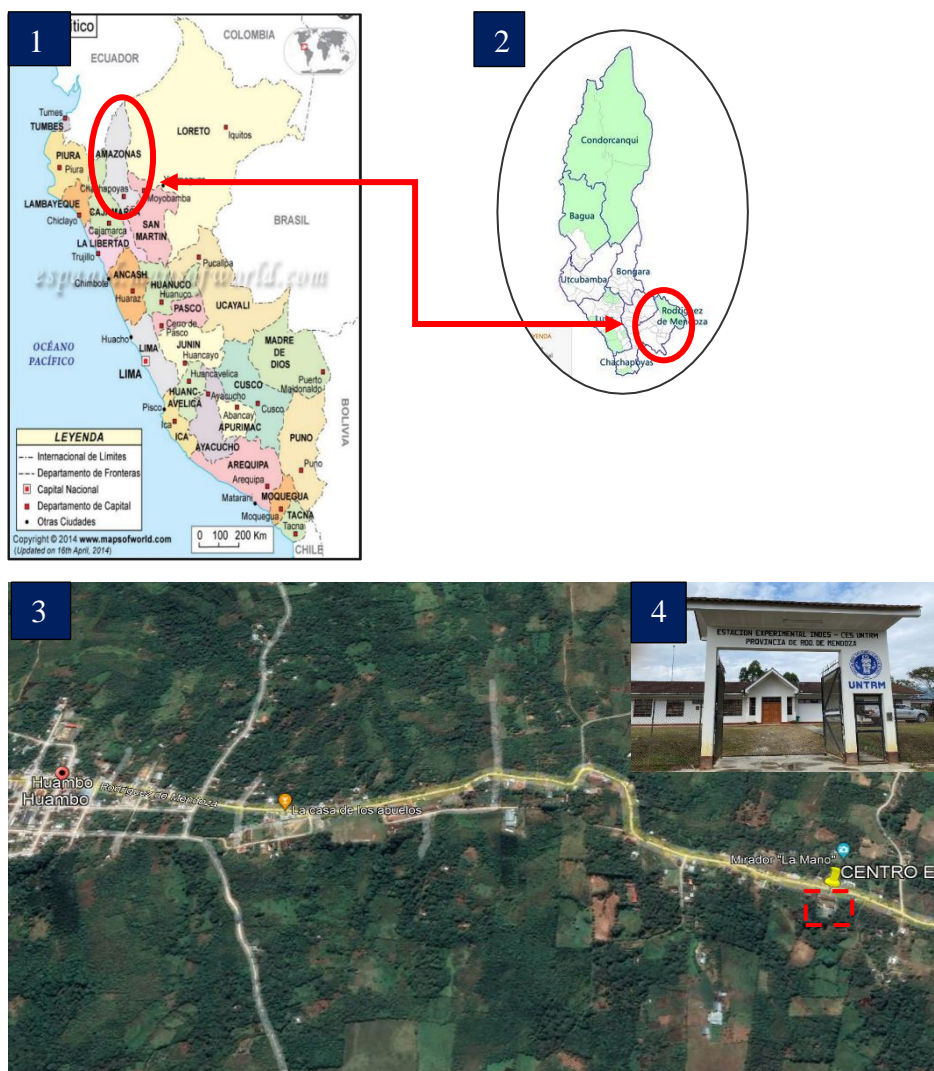 1
ítico
COLOMBIA
ECUADOR
Tumes
TUMBES
LORETO
Iquitos
PIURA
Piura
AMAZONAS
Chachapoyas
Moyobamba
LAMBAYEQUE
Chiclayo
CAJAMARCA
Cajamarca
SAN
MARTIN
BRASIL
LA LIBERTAD
Trujillo
Pucallpa
ANCASH
Chimbote
Huaraz
HUANUCO
Huanuco
UCAYALI
PASCO
Cerro de
Pasco
Huacho
LIMA
JUNIN
Huancayo
MADRE
DE
DIOS
OCÉANO
PACÍFICO
LIMA
Huancavelica
HUANC-
AVELICA
Ayacucho
CUSCO
Cusco
Puerto
Maldonado
Pisco
Abancay
APURIMAC
Ica
ICA
AYACUCHO
PUNO
Puno
BOLIVIA
AREQUIPA
Arequipa
Matarani
MOQUEGUA
Moquegua
TACNA
Tacna
CHILE
LEYENDA
Internacional de Límites
Departamento de Fronteras
Capital Nacional
Departamento de Capital
Otras Ciudades
0 100 200 Km
Copyright © 2014 www.mapsofworld.com
(Updated on 16th April, 2014)
2
Condorcanqui
Bagua
Utcubamba
Bongara
Rodriguez
de Mendoza
Chachapoyas
3
Huambo
Huambo
Rodriguez De Mendoza
La casa de los abuelos
Mirador "La Mano"
CENTRO E
4
ESTACION EXPERIMENTAL INDES - CES UNTRM
PROVINCIA DE ROD. DE MENDOZA
UNTRM